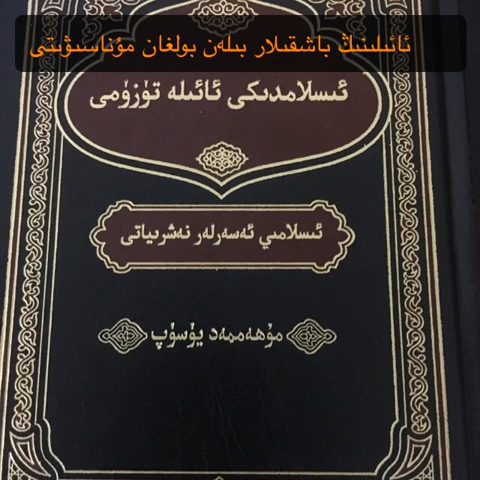 ئائىلىنىڭ باشقىلار بىلەن بولغان مۇناسىۋىتى
ئىسلامدىكى ئائىلە تۈزۈمى
ئىسلامىي ئەسەرلەر نەشرىياتى
مۇھەممەد يۈسۈپ